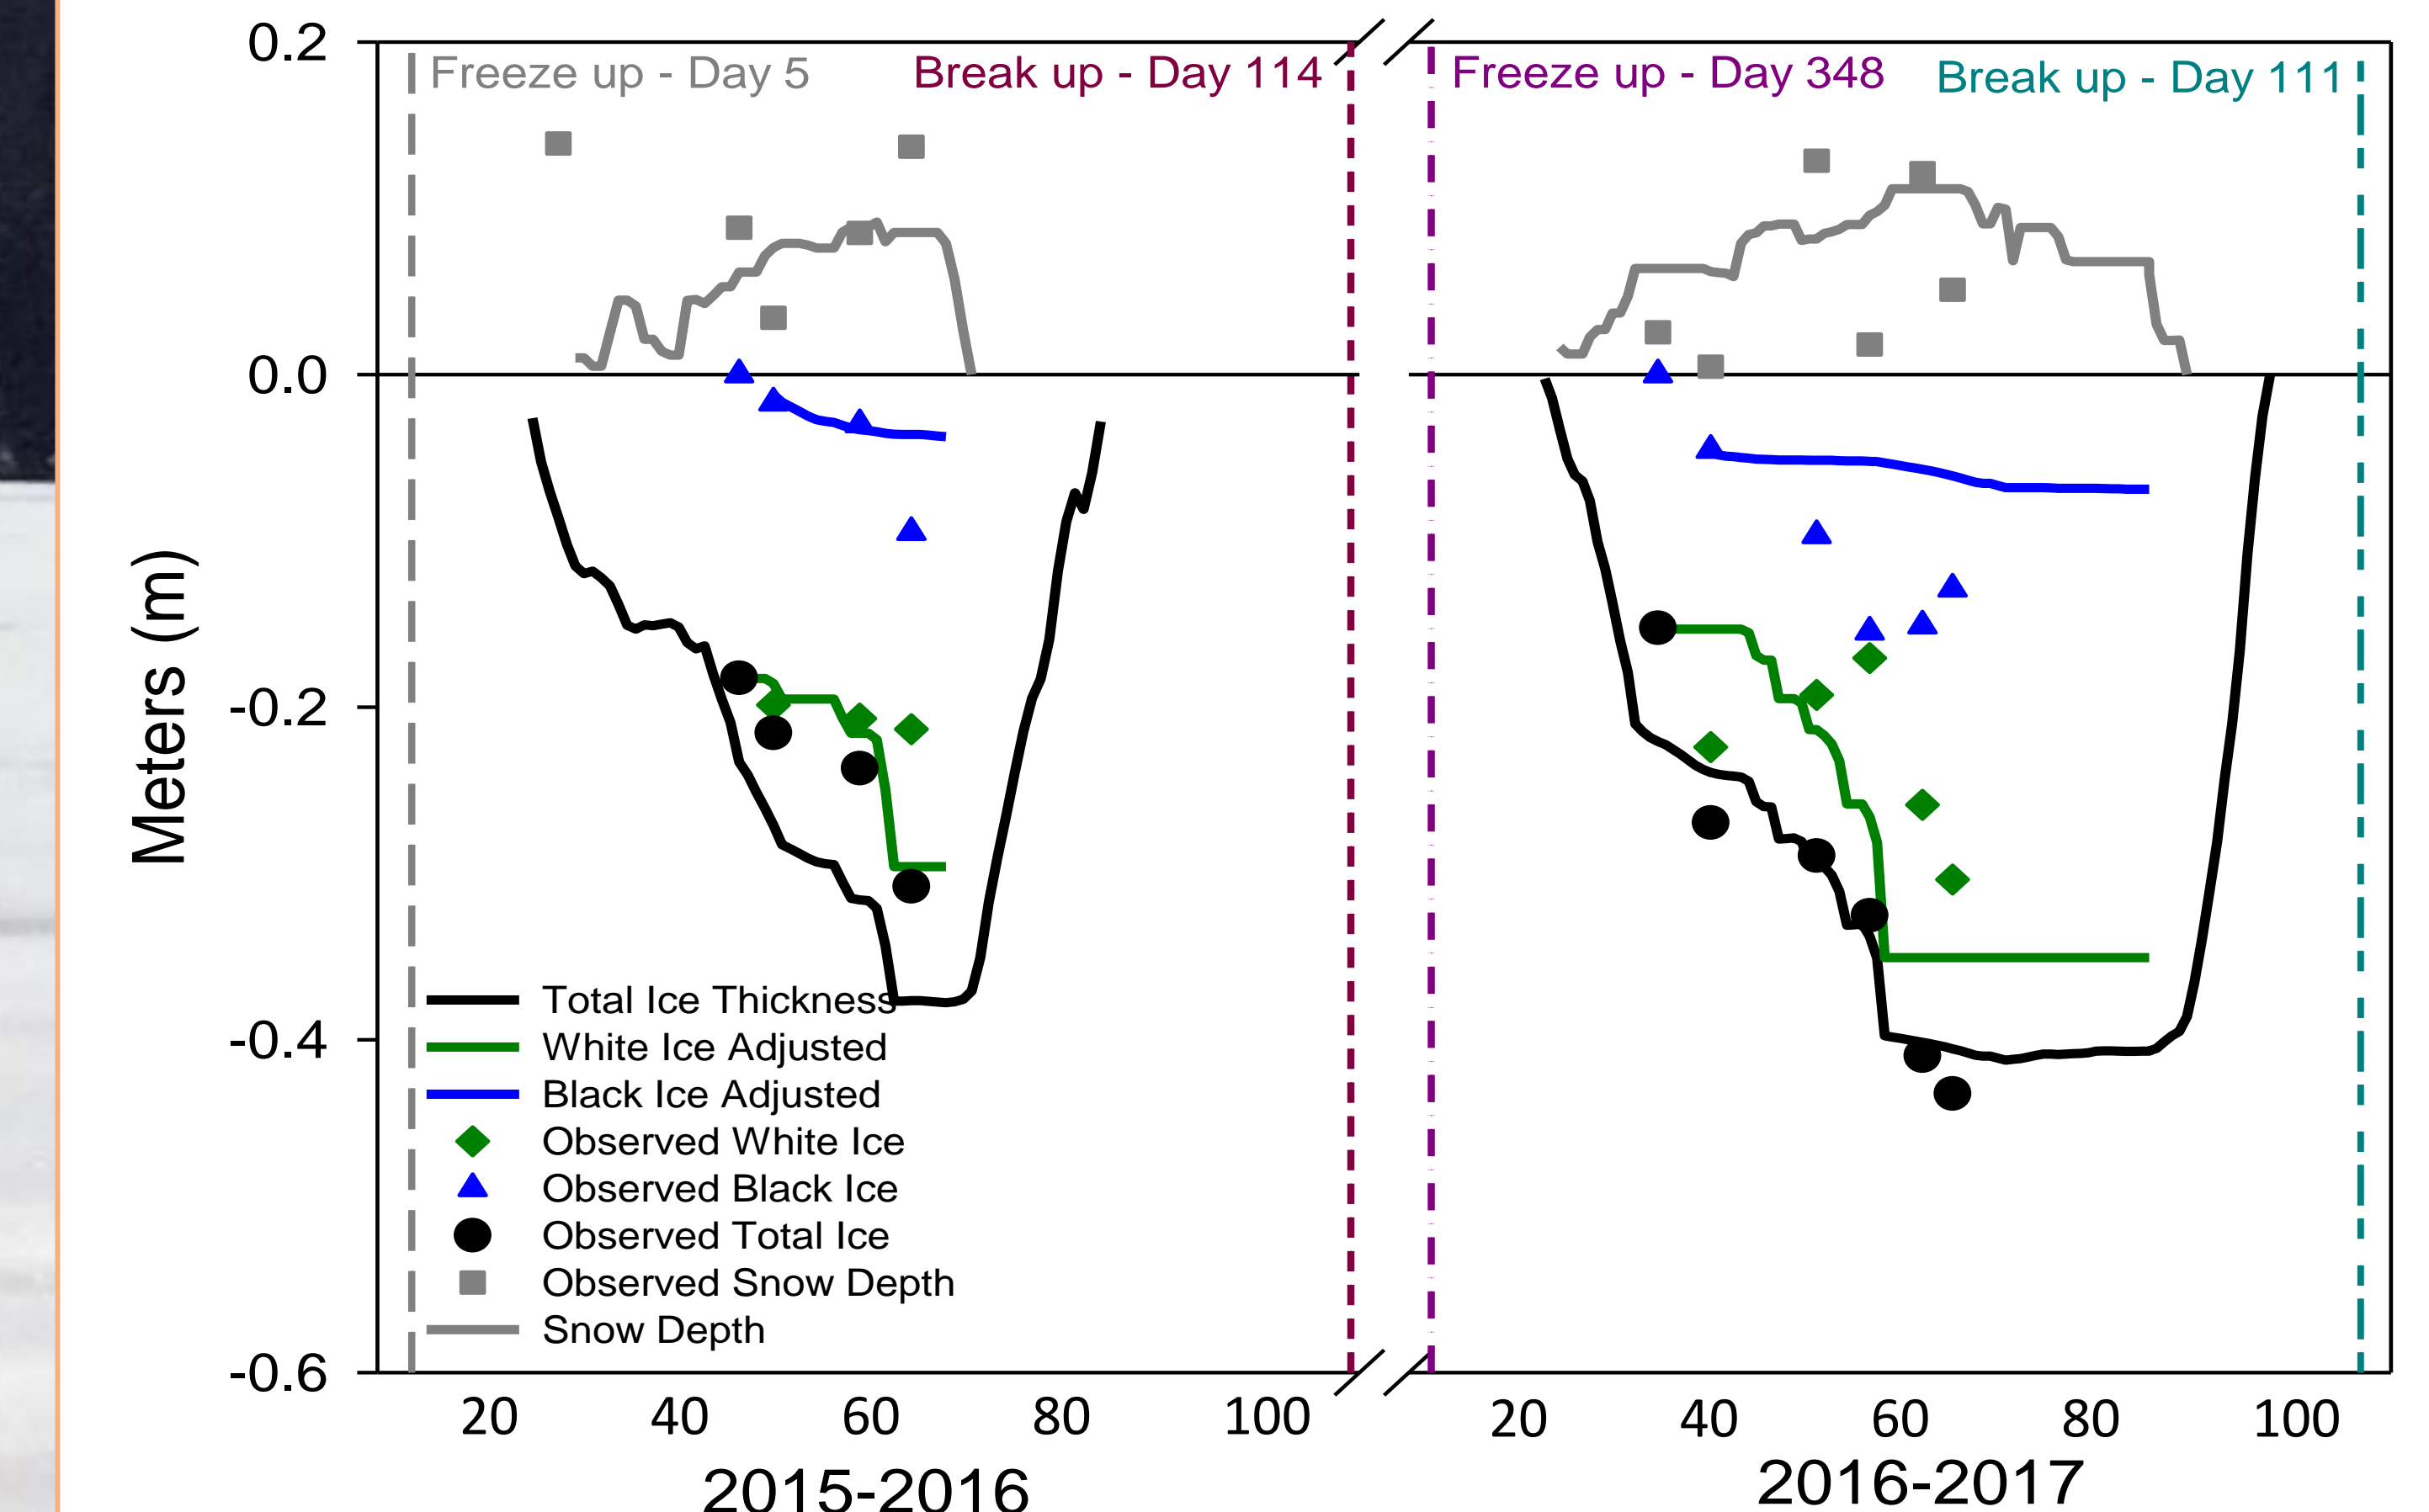 0.2
0.0
-0.2
-0.4
-0.6
Meters (m)
Freeze up - Day 5
Break up - Day 114
Freeze up - Day 348
Break up - Day 111
Total Ice Thickness
White Ice Adjusted
Black Ice Adjusted
Observed White Ice
Observed Black Ice
Observed Total Ice
Observed Snow Depth
Snow Depth
20 40 60 80 100
20 40 60 80 100
2015-2016
2016-2017